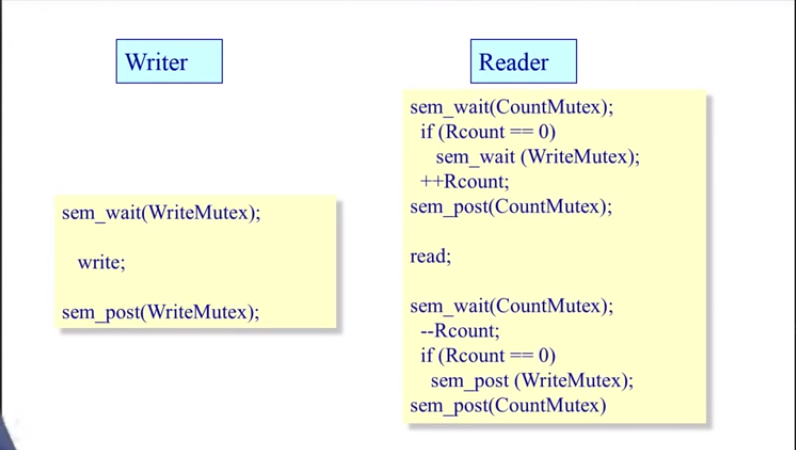 Writer
sem_wait(WriteMutex);
write;
sem_post(WriteMutex);
Reader
sem_wait(CountMutex);
if (Rcount == 0)
sem_wait (WriteMutex);
++Rcount;
sem_post(CountMutex);
read;
sem_wait(CountMutex);
--Rcount;
if (Rcount == 0)
sem_post (WriteMutex);
sem_post(CountMutex)